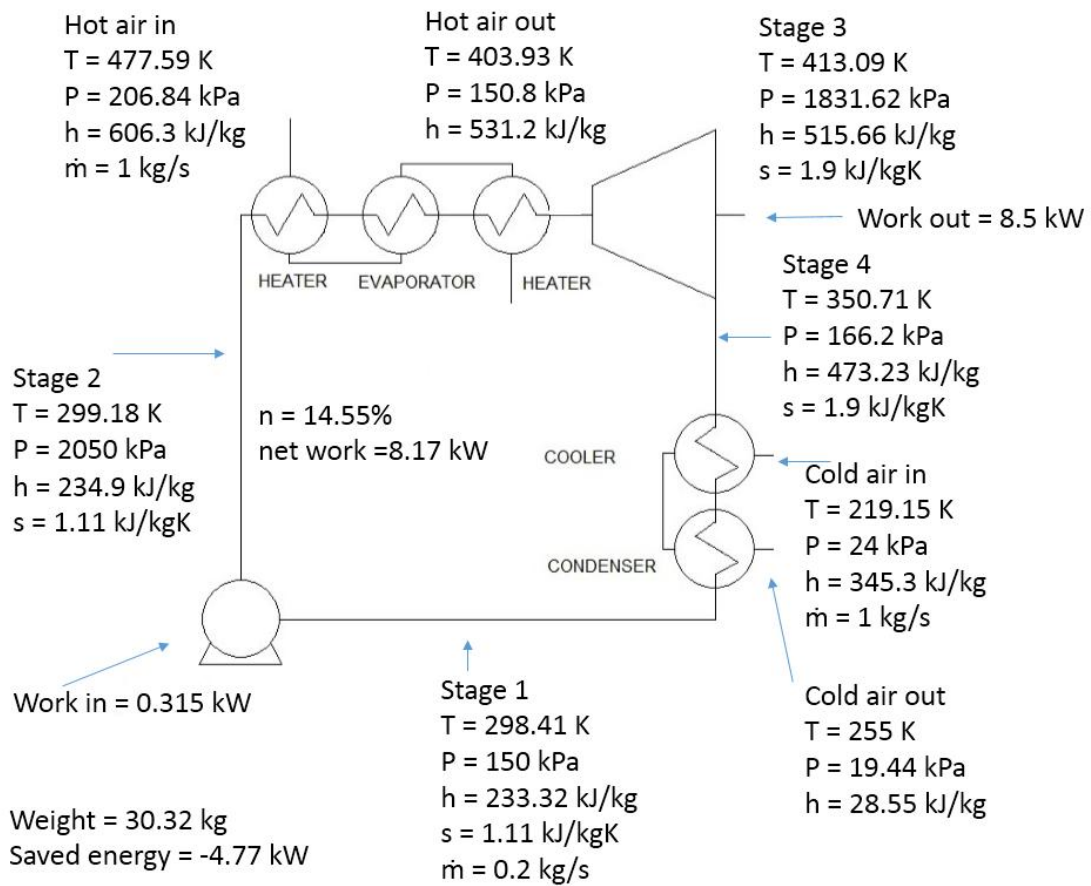 Hot air in
T = 477.59 K
P = 206.84 kPa
h = 606.3 kJ/kg
ṁ = 1 kg/s
Hot air out
T = 403.93 K
P = 150.8 kPa
h = 531.2 kJ/kg
Stage 3
T = 413.09 K
P = 1831.62 kPa
h = 515.66 kJ/kg
s = 1.9 kJ/kgK
Work out = 8.5 kW
HEATER
EVAPORATOR
HEATER
Stage 4
T = 350.71 K
P = 166.2 kPa
h = 473.23 kJ/kg
s = 1.9 kJ/kgK
Stage 2
T = 299.18 K
P = 2050 kPa
h = 234.9 kJ/kg
s = 1.11 kJ/kgK
n = 14.55%
net work =8.17 kW
COOLER
CONDENSER
Cold air in
T = 219.15 K
P = 24 kPa
h = 345.3 kJ/kg
ṁ = 1 kg/s
Work in = 0.315 kW
Stage 1
T = 298.41 K
P = 150 kPa
h = 233.32 kJ/kg
s = 1.11 kJ/kgK
ṁ = 0.2 kg/s
Cold air out
T = 255 K
P = 19.44 kPa
h = 28.55 kJ/kg
Weight = 30.32 kg
Saved energy = -4.77 kW